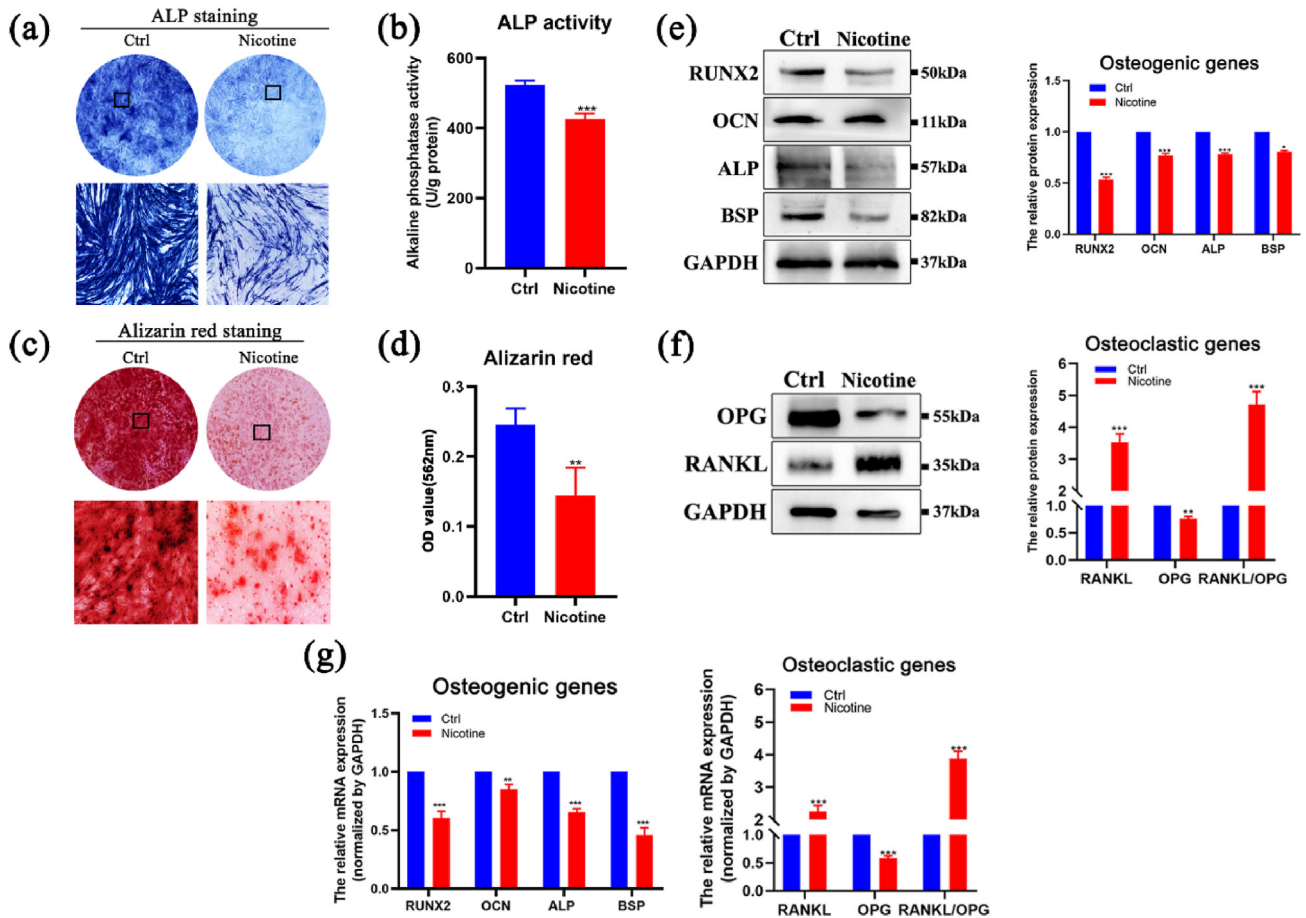 (a)
ALP staining
Ctrl Nicotine
(b)
ALP activity
Alkaline phosphatase activity
(U/g protein)
600
400
200
0
***
Ctrl Nicotine
(c)
Alizarin red staning
Ctrl Nicotine
(d)
Alizarin red
OD value(562nm)
0.3
0.2
0.1
0.0
**
Ctrl Nicotine
(e)
Ctrl Nicotine
RUNX2 50kDa
OCN 11kDa
ALP 57kDa
BSP 82kDa
GAPDH 37kDa
Osteogenic genes
Ctrl
Nicotine
The relative protein expression
1.5
1.0
0.5
0.0
*** *** *** *
RUNX2 OCN ALP BSP
(f)
Ctrl Nicotine
OPG 55kDa
RANKL 35kDa
GAPDH 37kDa
Osteoclastic genes
Ctrl
Nicotine
The relative protein expression
6
5
4
3
2
1.0
0.5
0.0
*** ** ***
RANKL OPG RANKL/OPG
(g)
Osteogenic genes
Ctrl
Nicotine
The relative mRNA expression
(normalized by GAPDH)
1.5
1.0
0.5
0.0
*** ** *** ***
RUNX2 OCN ALP BSP
Osteoclastic genes
Ctrl
Nicotine
The relative mRNA expression
(normalized by GAPDH)
6
5
4
3
2
1.0
0.5
0.0
*** *** ***
RANKL OPG RANKL/OPG